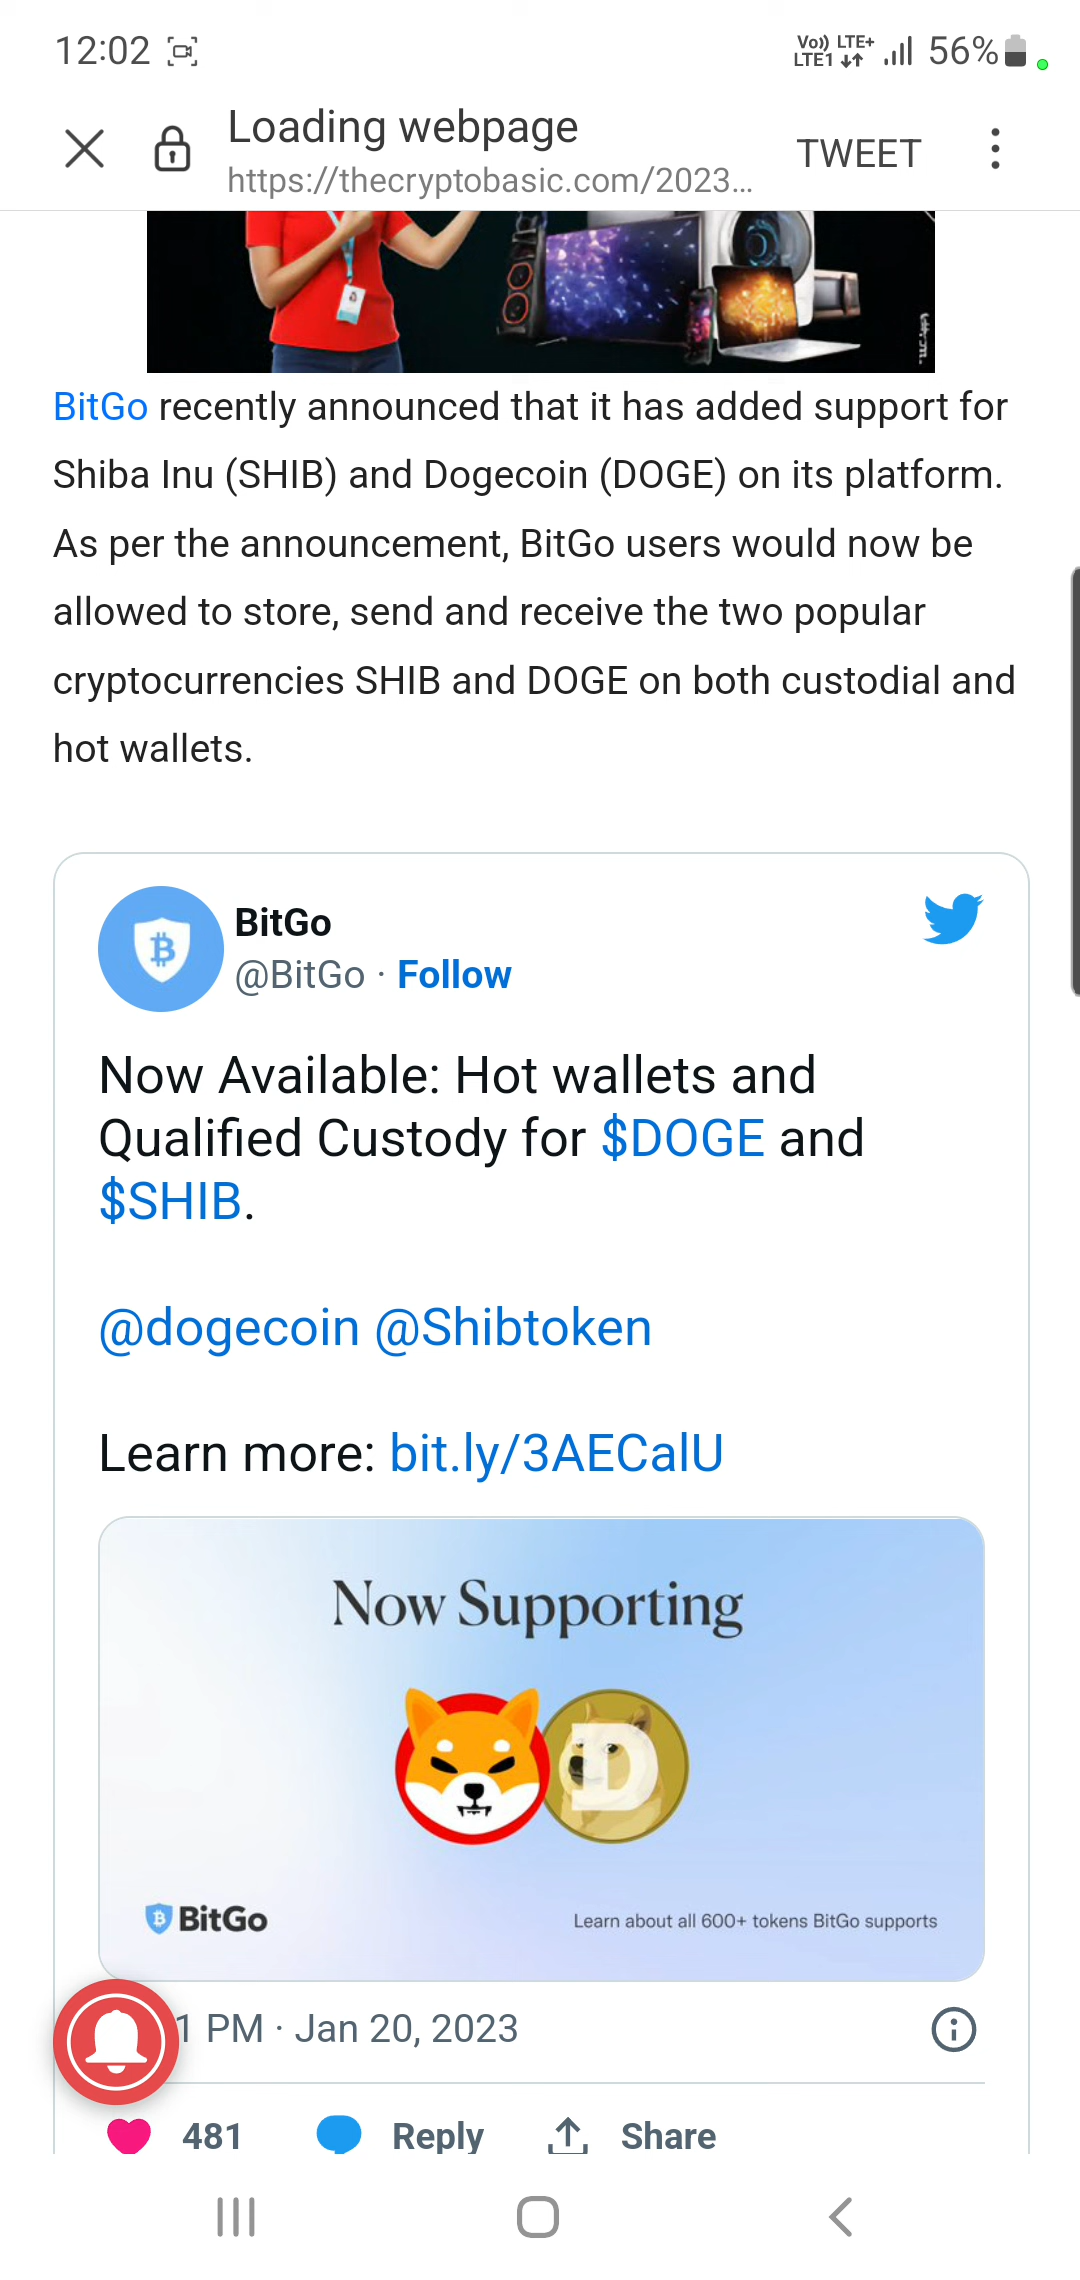 12:02
Vo)) LTE+
LTE1
56%
Loading webpage
https://thecryptobasic.com/2023...
TWEET
BitGo recently announced that it has added support for
Shiba Inu (SHIB) and Dogecoin (DOGE) on its platform.
As per the announcement, BitGo users would now be
allowed to store, send and receive the two popular
cryptocurrencies SHIB and DOGE on both custodial and
hot wallets.
BitGo
@BitGo · Follow
Now Available: Hot wallets and
Qualified Custody for $DOGE and
$SHIB.
@dogecoin @Shibtoken
Learn more: bit.ly/3AECalU
Now Supporting
D
BitGo
Learn about all 600+ tokens BitGo supports
1 PM · Jan 20, 2023
481
Reply
Share